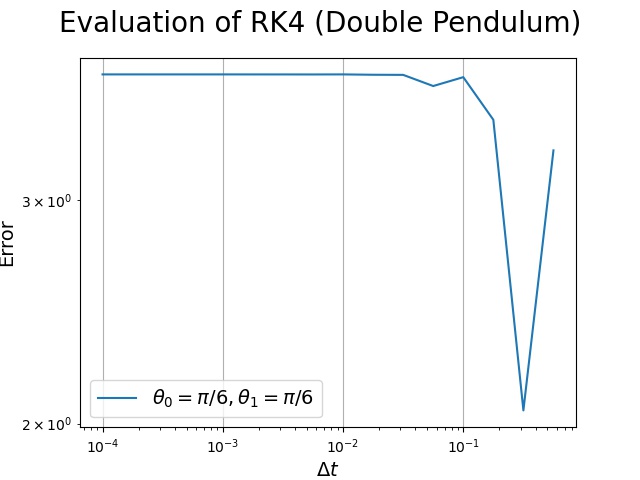 Evaluation of RK4 (Double Pendulum)
Error
3 × 10⁰
2 × 10⁰
θ₀ = π/6, θ₁ = π/6
10⁻⁴ 10⁻³ 10⁻² 10⁻¹
Δt